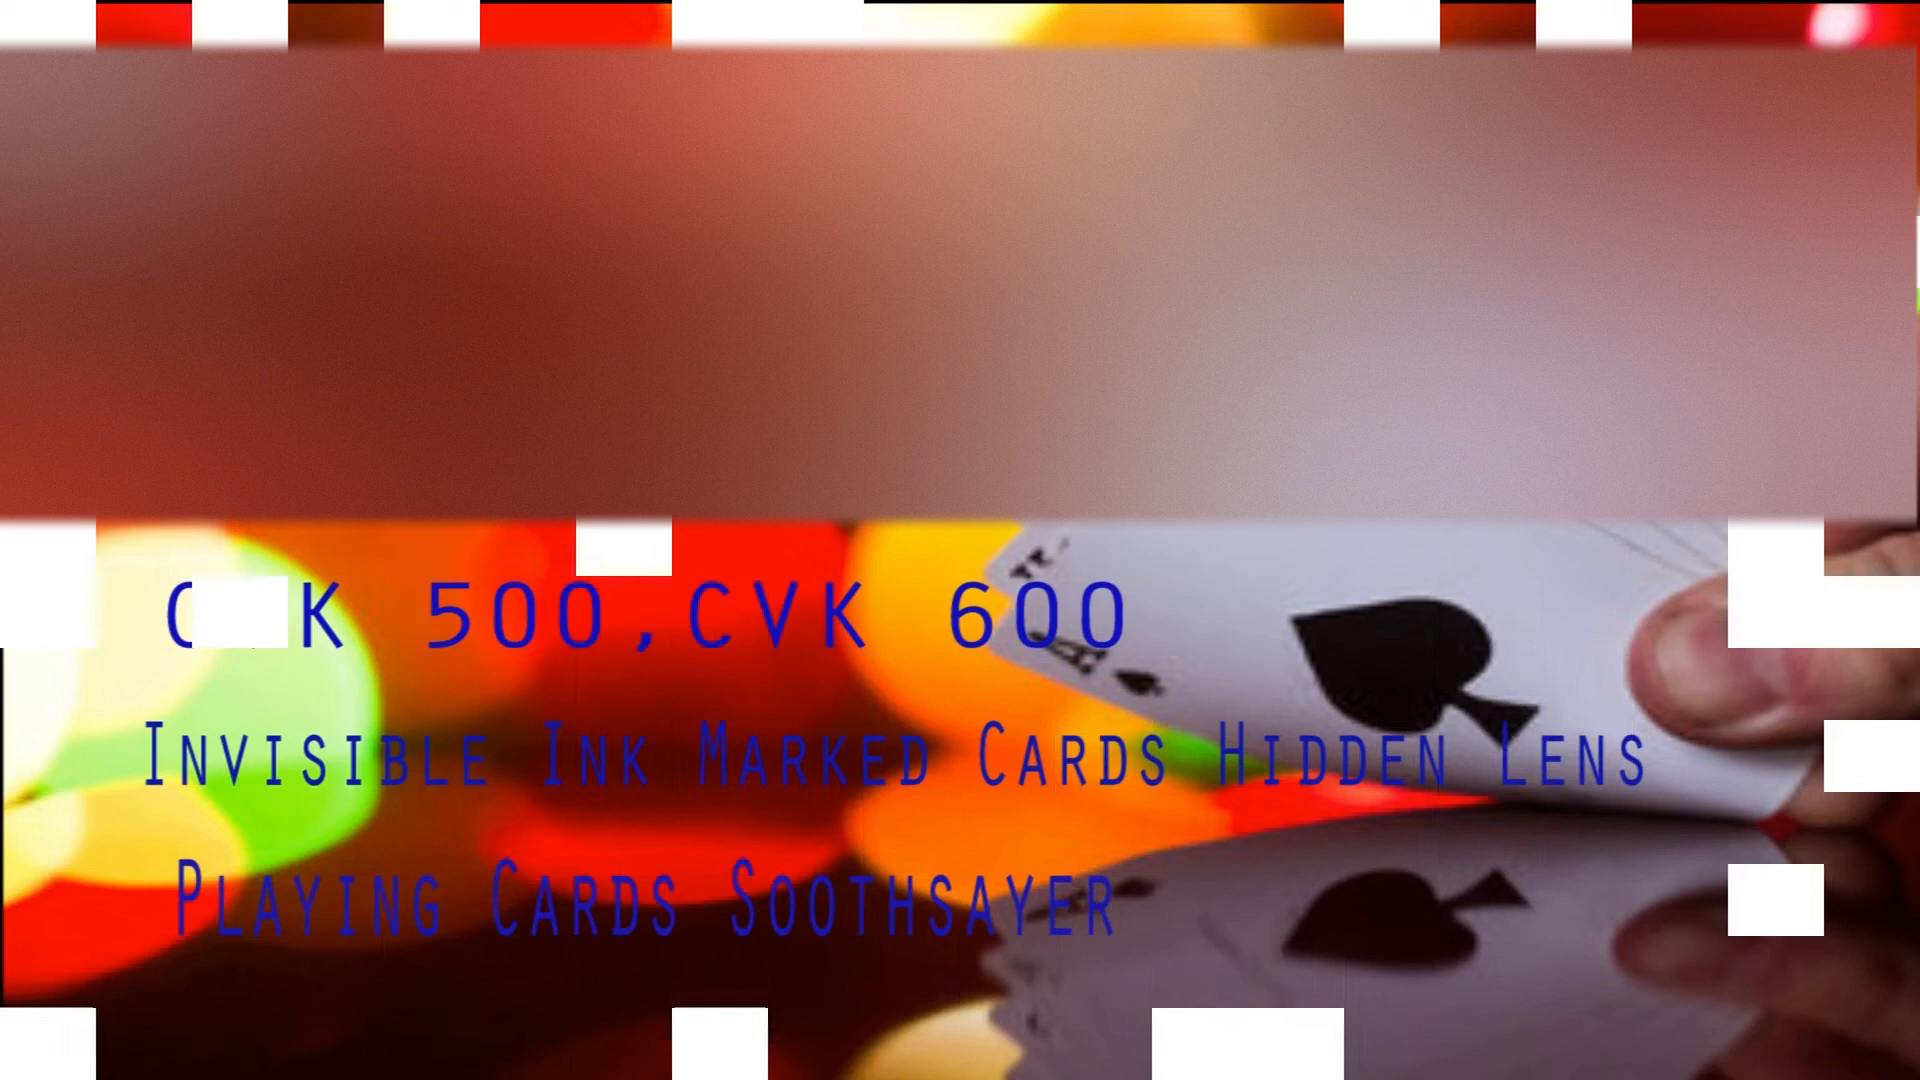 K 500,CVK 600
Invisible Ink Marked Cards Hidden Lens
Playing Cards Soothsayer